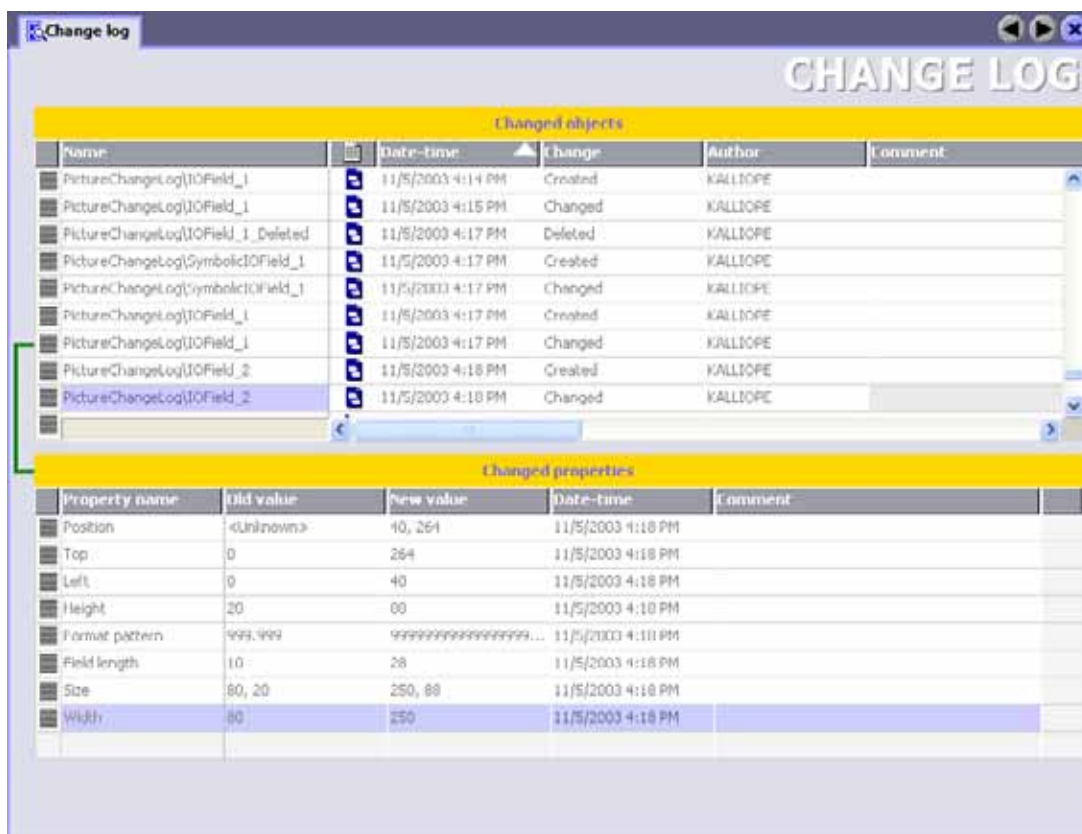 Change log
CHANGE LOG
Changed objects
Name Date-time Change Author Comment
PictureChangeLog\IOField_1 11/5/2003 4:14 PM Created KALLIOPE
PictureChangeLog\IOField_1 11/5/2003 4:15 PM Changed KALLIOPE
PictureChangeLog\IOField_1_Deleted 11/5/2003 4:17 PM Deleted KALLIOPE
PictureChangeLog\SymbolicIOField_1 11/5/2003 4:17 PM Created KALLIOPE
PictureChangeLog\SymbolicIOField_1 11/5/2003 4:17 PM Changed KALLIOPE
PictureChangeLog\IOField_1 11/5/2003 4:17 PM Created KALLIOPE
PictureChangeLog\IOField_1 11/5/2003 4:17 PM Changed KALLIOPE
PictureChangeLog\IOField_2 11/5/2003 4:18 PM Created KALLIOPE
PictureChangeLog\IOField_2 11/5/2003 4:18 PM Changed KALLIOPE
Changed properties
Property name Old value New value Date-time Comment
Position <Unknown> 40, 264 11/5/2003 4:18 PM
Top 0 264 11/5/2003 4:18 PM
Left 0 40 11/5/2003 4:18 PM
Height 20 88 11/5/2003 4:18 PM
Format pattern 999.999 11/5/2003 4:18 PM
Field length 10 28 11/5/2003 4:18 PM
Size 80, 20 250, 88 11/5/2003 4:18 PM
Width 80 250 11/5/2003 4:18 PM